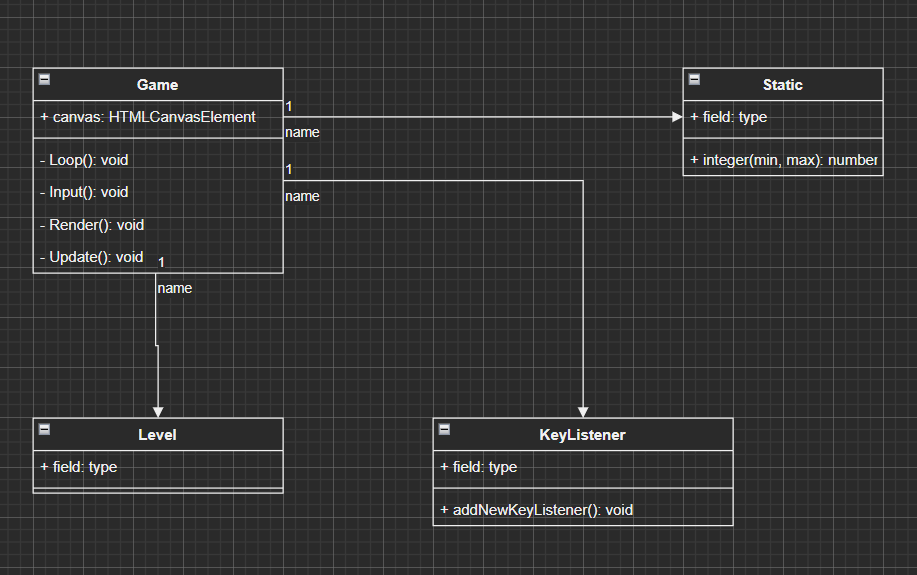 Game
+ canvas: HTMLCanvasElement
- Loop(): void
- Input(): void
- Render(): void
- Update(): void
1
name
1
name
1
name
Static
+ field: type
+ integer(min, max): number
Level
+ field: type
KeyListener
+ field: type
+ addNewKeyListener(): void